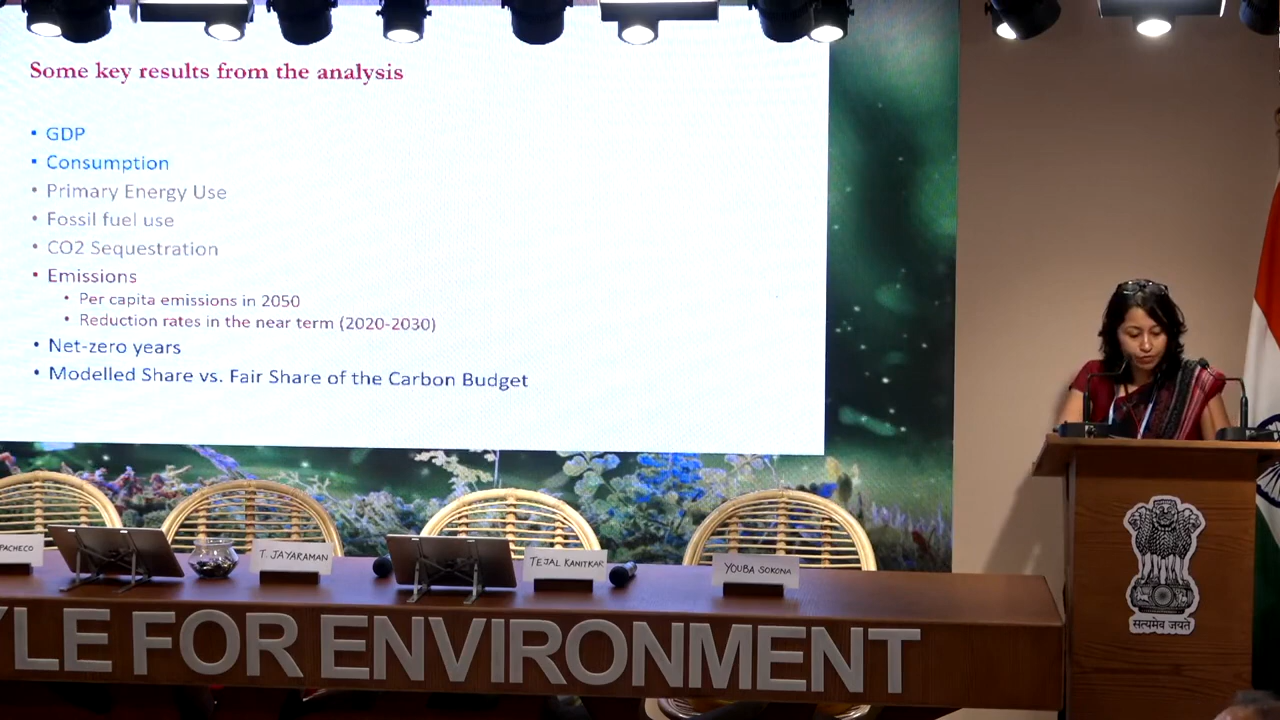 Some key results from the analysis
• GDP
• Consumption
• Primary Energy Use
• Fossil fuel use
• CO2 Sequestration
• Emissions
• Per capita emissions in 2050
• Reduction rates in the near term (2020-2030)
• Net-zero years
• Modelled Share vs. Fair Share of the Carbon Budget
PACHECO
T. JAYARAMAN
TEJAL KANITKAR
YOUBA SOKONA
YLE FOR ENVIRONMENT
सत्यमेव जयते